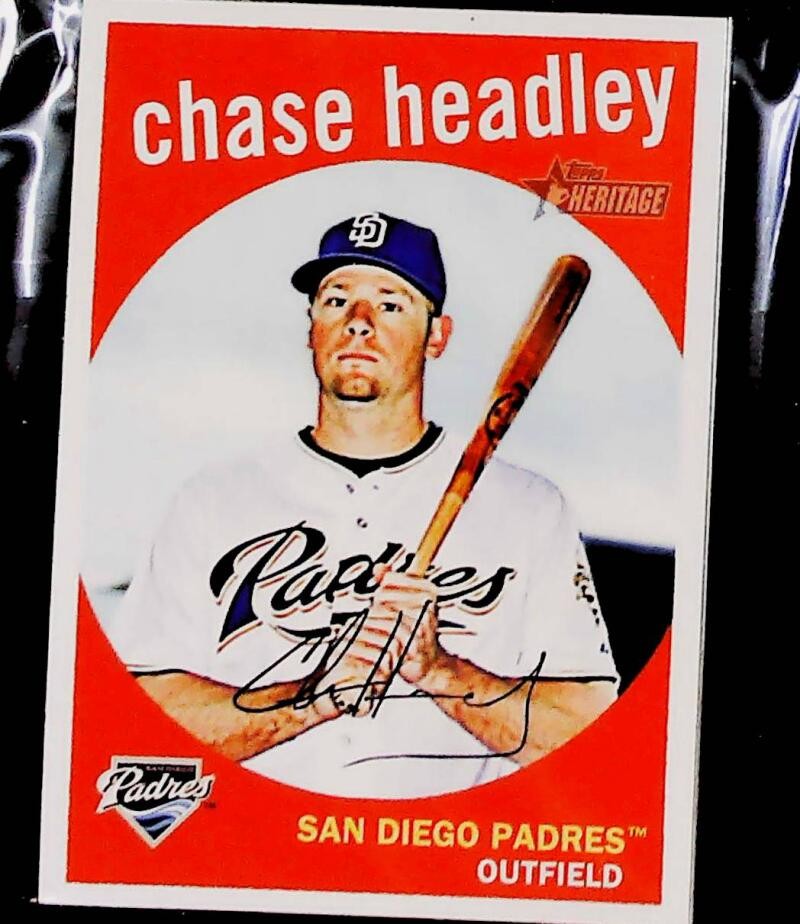 chase headley
Topps
HERITAGE
SD
Padres
Padres
SAN DIEGO PADRES™
OUTFIELD